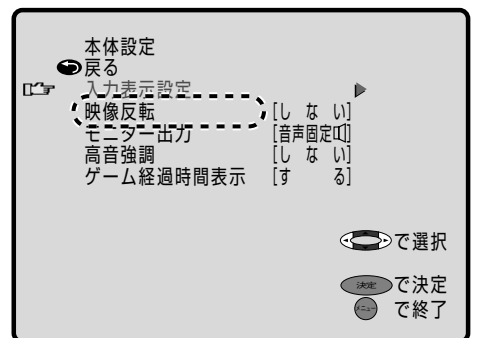 本体設定
戻る
入力表示設定
映像反転 [し な い]
モニター出力 [音声固定]
高音強調 [し な い]
ゲーム経過時間表示 [す る]
で選択
決定 で決定
メニュー で終了